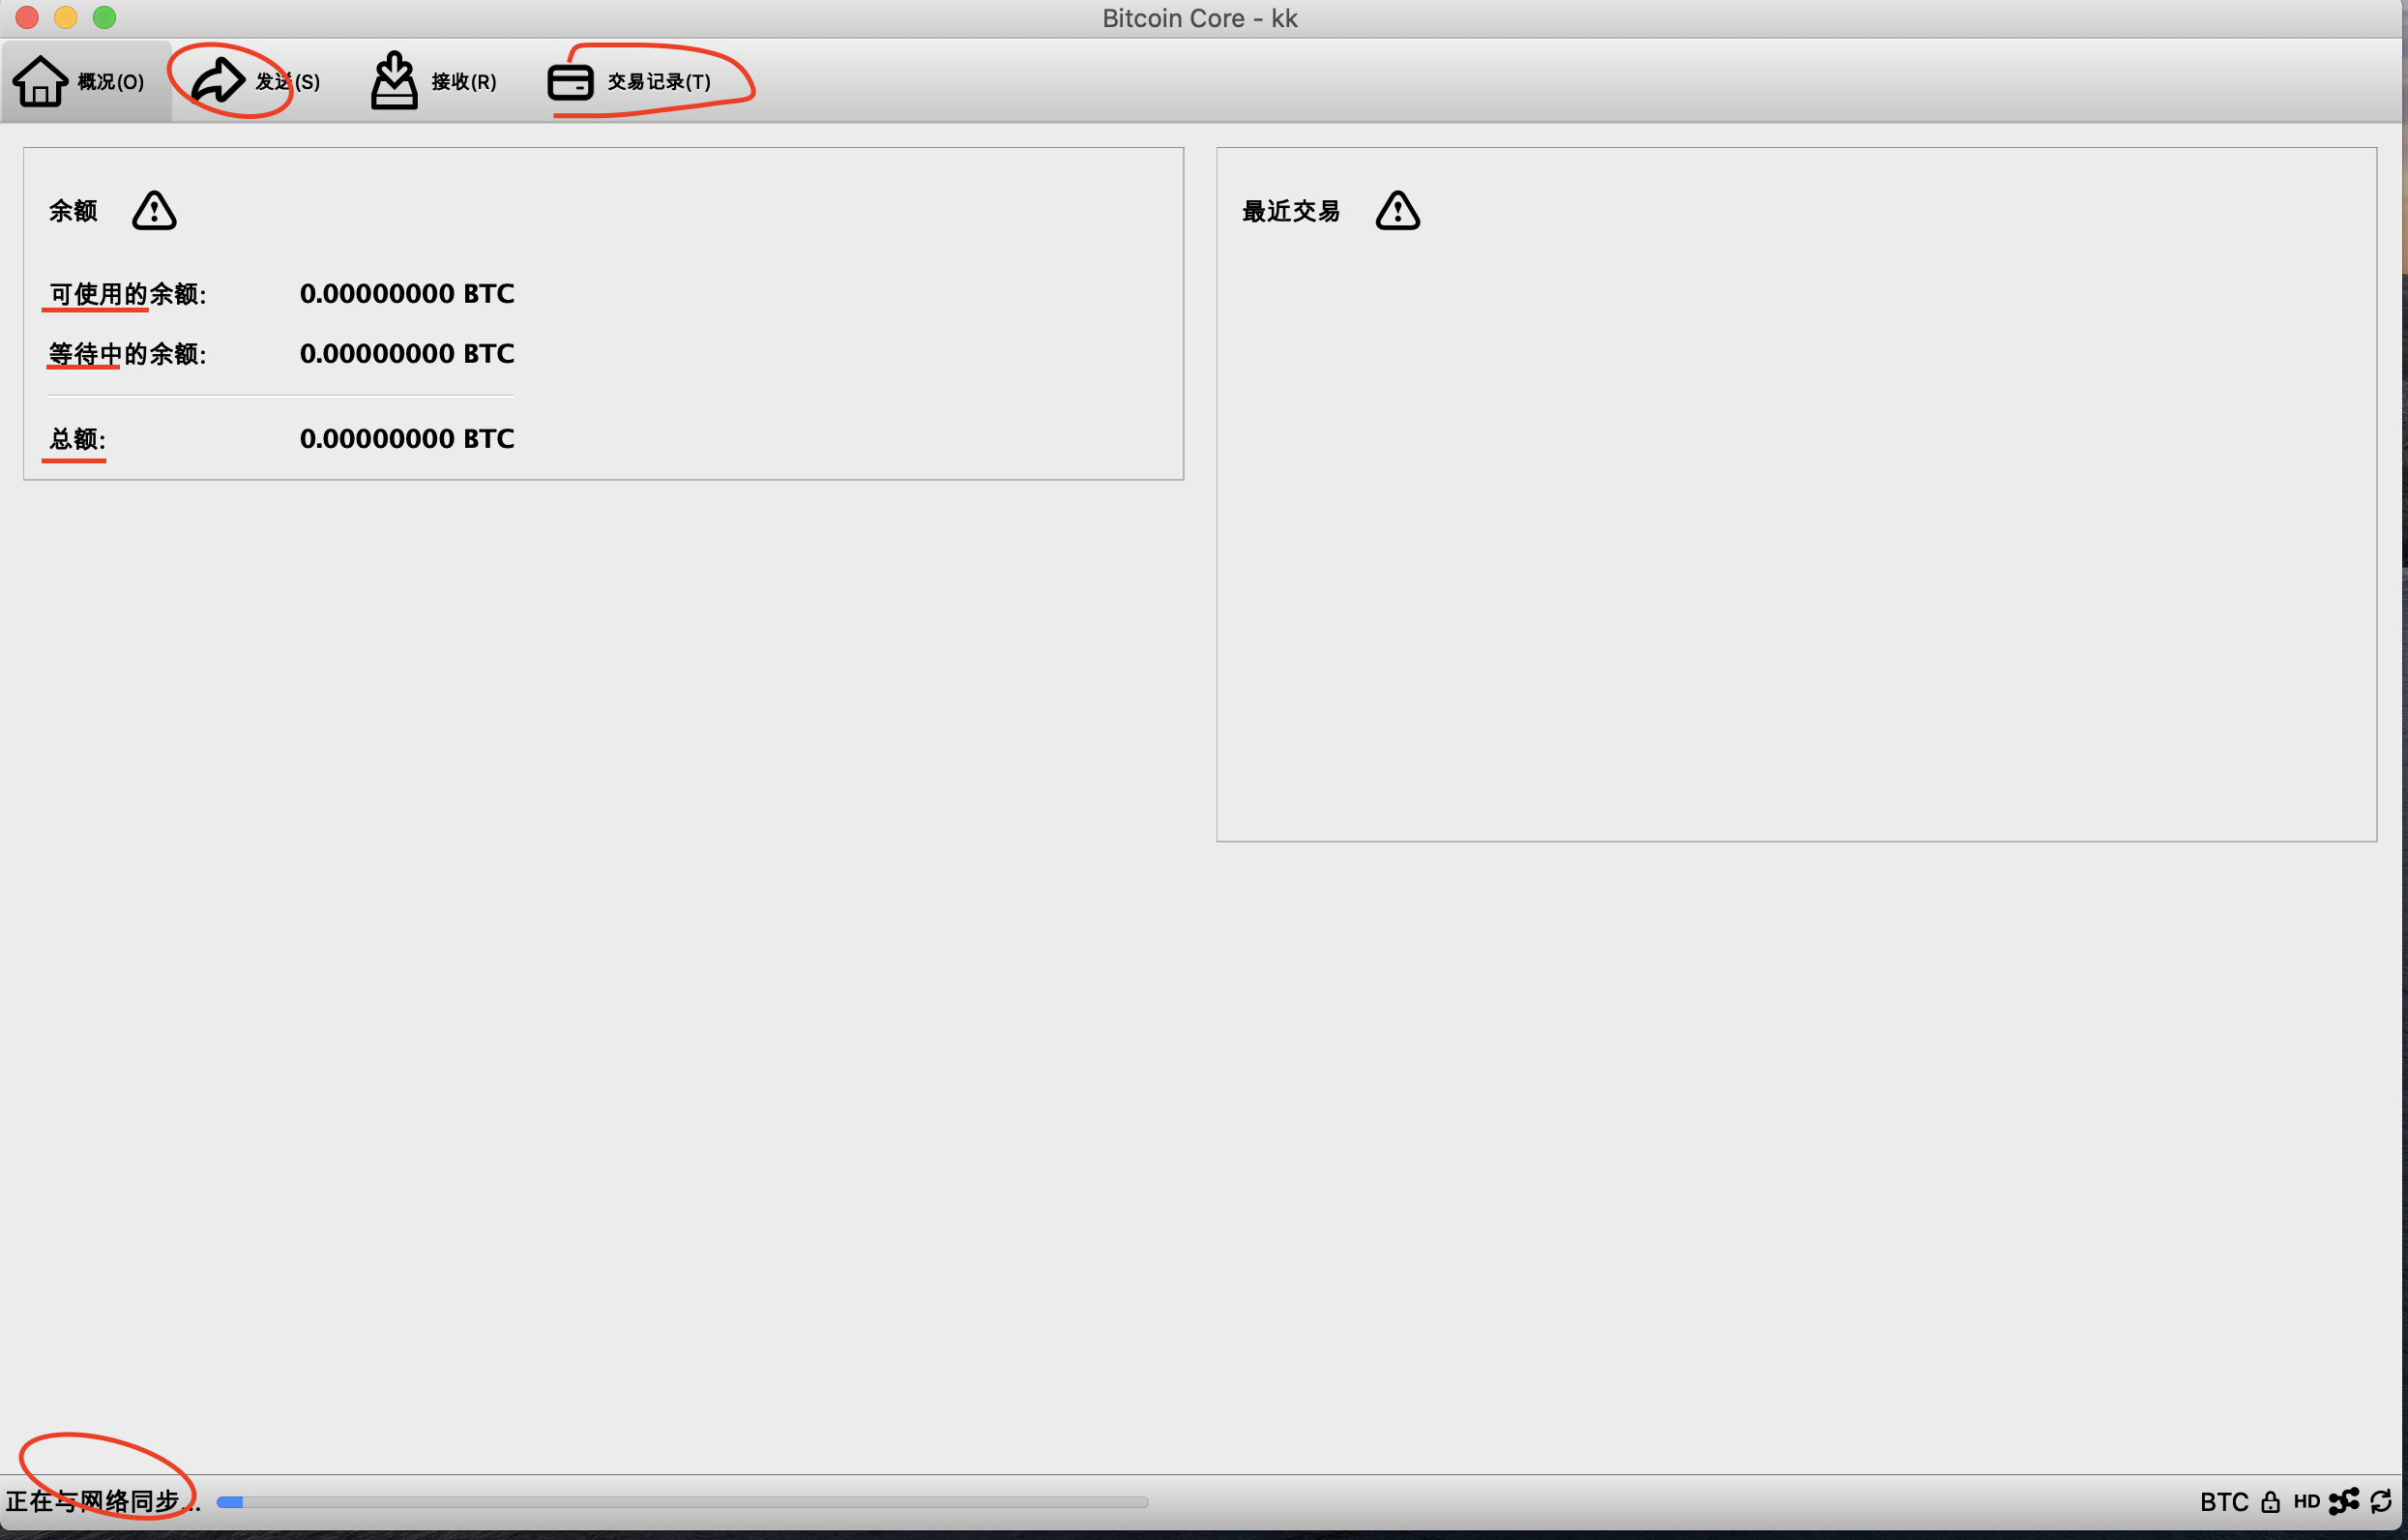 Bitcoin Core - kk
概况(O) 发送(S) 接收(R) 交易记录(T)
余额
可使用的余额: 0.00000000 BTC
等待中的余额: 0.00000000 BTC
总额: 0.00000000 BTC
最近交易
正在与网络同步... BTC HD